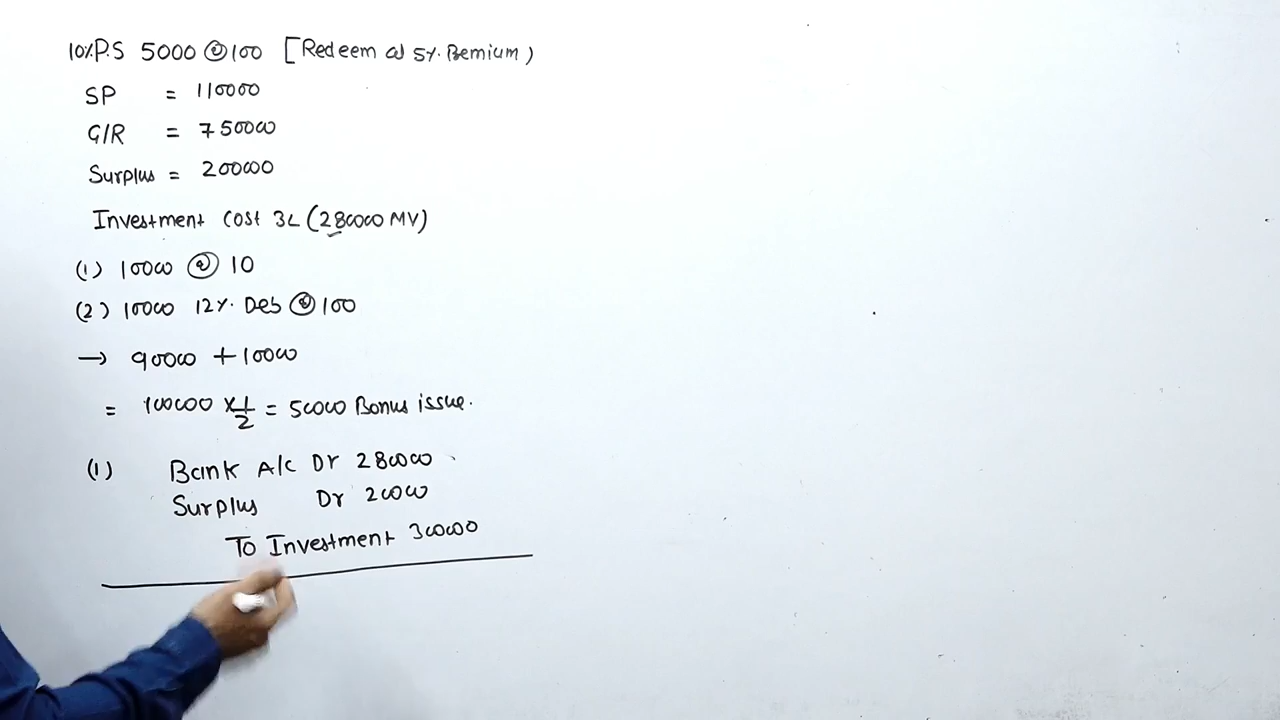 10%P.S 5000 @100 [Redeem @ 5%. Premium)
SP = 110000
G/R = 750000
Surplus = 200000
Investment Cost 3L (280000 MV)
(1) 10000 @ 10
(2) 10000 12%. Deb @ 100
→ 90000 + 10000
= 100000 x 1/2 = 50000 Bonus issue.
(1) Bank A/C Dr 280000
Surplus Dr 20000
To Investment 300000